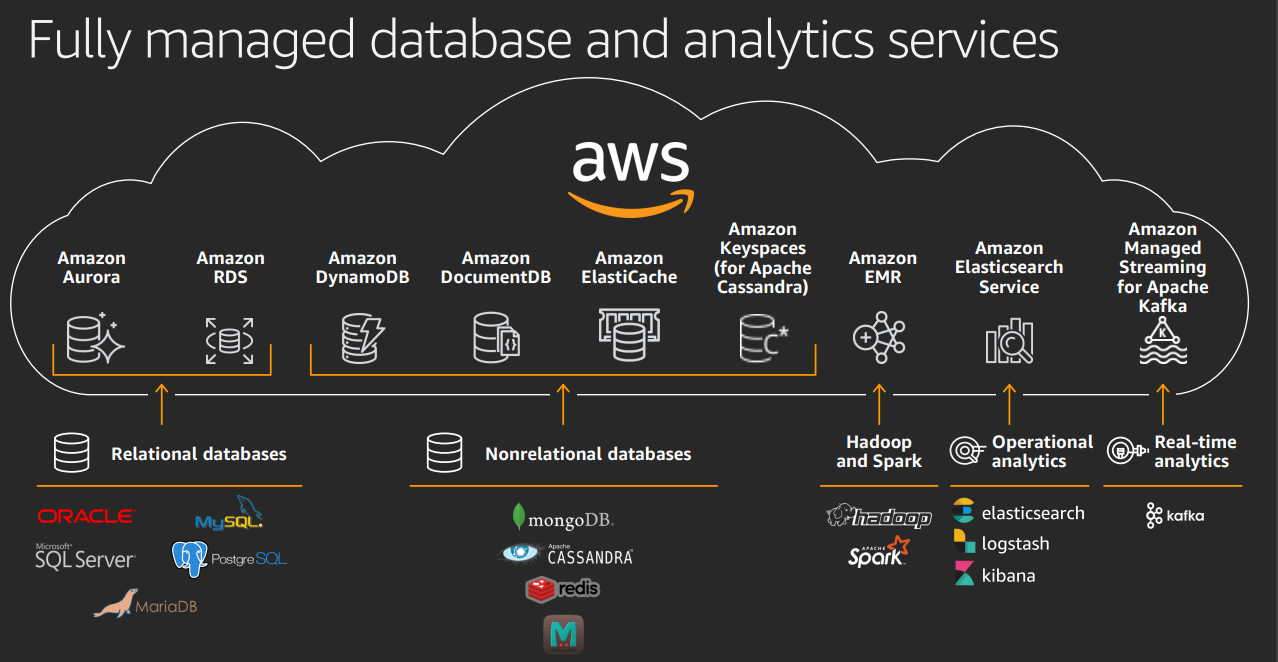 Fully managed database and analytics services
aws
Amazon
Aurora
Amazon
RDS
Amazon
DynamoDB
Amazon
DocumentDB
Amazon
ElastiCache
Amazon
Keyspaces
(for Apache
Cassandra)
Amazon
EMR
Amazon
Elasticsearch
Service
Amazon
Managed
Streaming
for Apache
Kafka
{}
C*
K
Relational databases
ORACLE
MySQL
Microsoft
SQL Server
PostgreSQL
MariaDB
Nonrelational databases
mongoDB
Apache
CASSANDRA
redis
M
Hadoop
and Spark
hadoop
APACHE
Spark
Operational
analytics
elasticsearch
logstash
kibana
Real-time
analytics
kafka